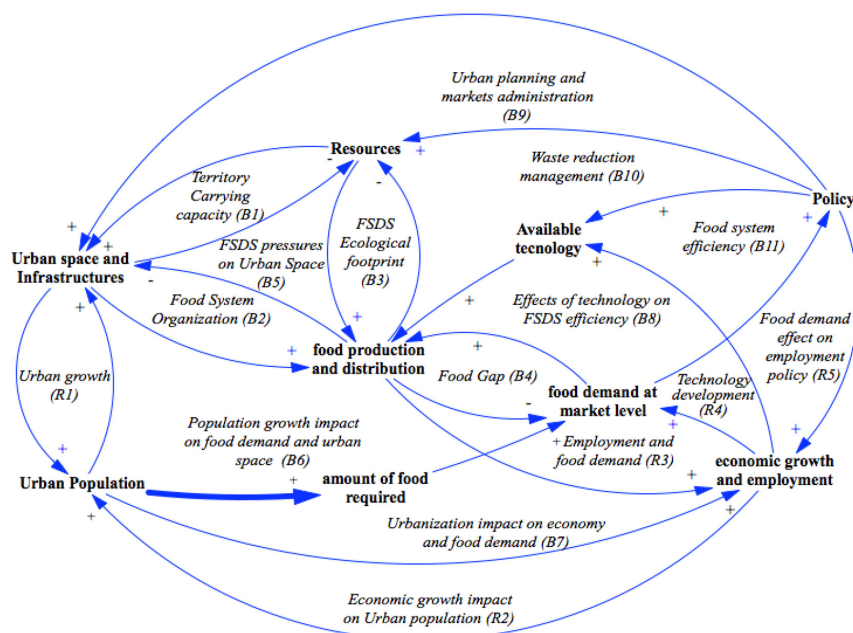 Urban planning and
markets administration
(B9)
Resources
Waste reduction
management (B10)
Policy
Territory
Carrying
capacity (B1)
FSDS
Ecological
footprint
(B3)
Available
tecnology
Food system
efficiency (B11)
Urban space and
Infrastructures
FSDS pressures
on Urban Space
(B5)
Food System
Organization (B2)
Effects of technology on
FSDS efficiency (B8)
Food demand
effect on
employment
policy (R5)
food production
and distribution
Food Gap (B4)
food demand at
market level
Technology
development
(R4)
Urban growth
(R1)
Population growth impact
on food demand and urban
space (B6)
Employment and
food demand (R3)
economic growth
and employment
Urban Population
amount of food
required
Urbanization impact on economy
and food demand (B7)
Economic growth impact
on Urban population (R2)